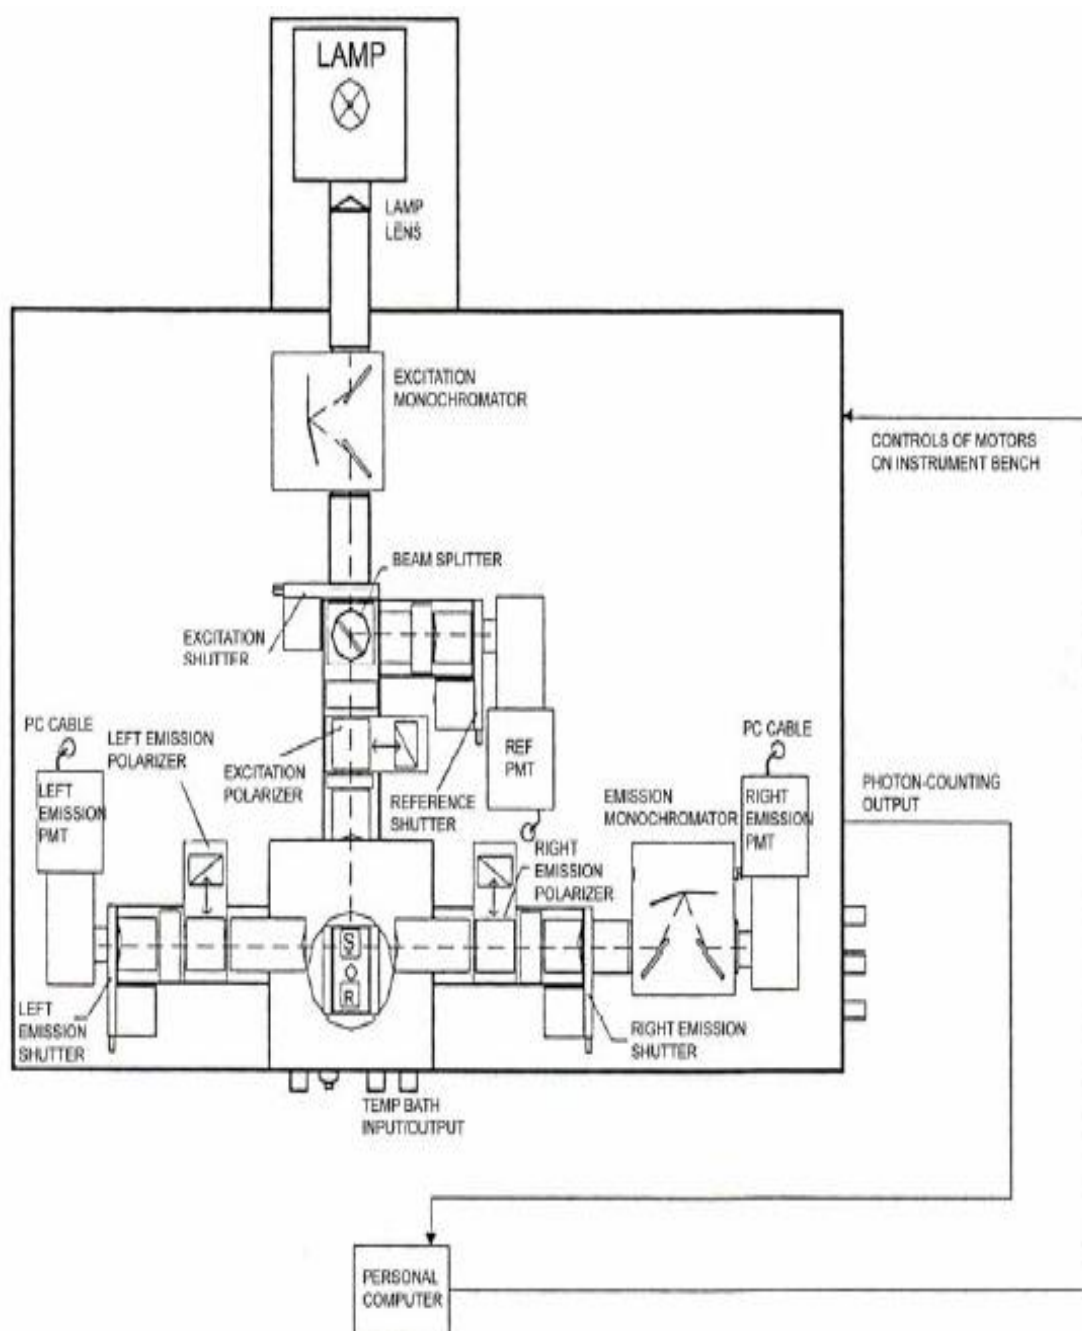 LAMP
LAMP
LENS
EXCITATION
MONOCHROMATOR
CONTROLS OF MOTORS
ON INSTRUMENT BENCH
BEAM SPLITTER
EXCITATION
SHUTTER
PC CABLE
LEFT EMISSION
POLARIZER
EXCITATION
POLARIZER
REFERENCE
SHUTTER
REF
PMT
PC CABLE
LEFT
EMISSION
PMT
EMISSION
MONOCHROMATOR
RIGHT
EMISSION
PMT
PHOTON-COUNTING
OUTPUT
RIGHT
EMISSION
POLARIZER
S
R
LEFT
EMISSION
SHUTTER
RIGHT EMISSION
SHUTTER
TEMP BATH
INPUT/OUTPUT
PERSONAL
COMPUTER